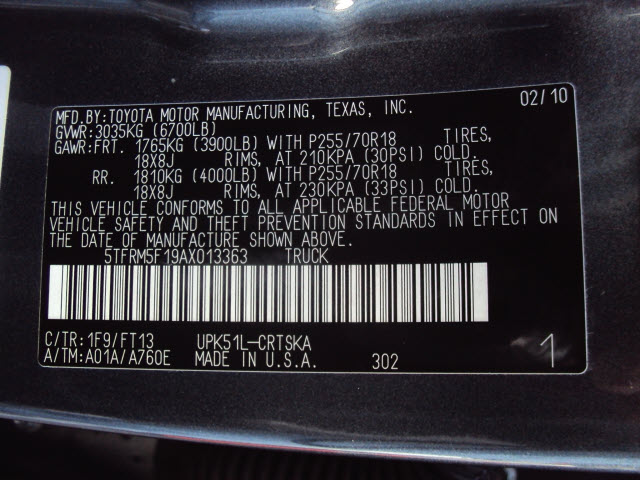 MFD.BY:TOYOTA MOTOR MANUFACTURING, TEXAS, INC. 02/10
GVWR:3035KG (6700LB)
GAWR:FRT. 1765KG (3900LB) WITH P255/70R18 TIRES,
18X8J RIMS, AT 210KPA (30PSI) COLD.
RR. 1810KG (4000LB) WITH P255/70R18 TIRES,
18X8J RIMS, AT 230KPA (33PSI) COLD.
THIS VEHICLE CONFORMS TO ALL APPLICABLE FEDERAL MOTOR
VEHICLE SAFETY AND THEFT PREVENTION STANDARDS IN EFFECT ON
THE DATE OF MANUFACTURE SHOWN ABOVE.
5TFRM5F19AX013363 TRUCK
C/TR:1F9/FT13 UPK51L-CRTSKA
A/TM:A01A/A760E MADE IN U.S.A. 302 1